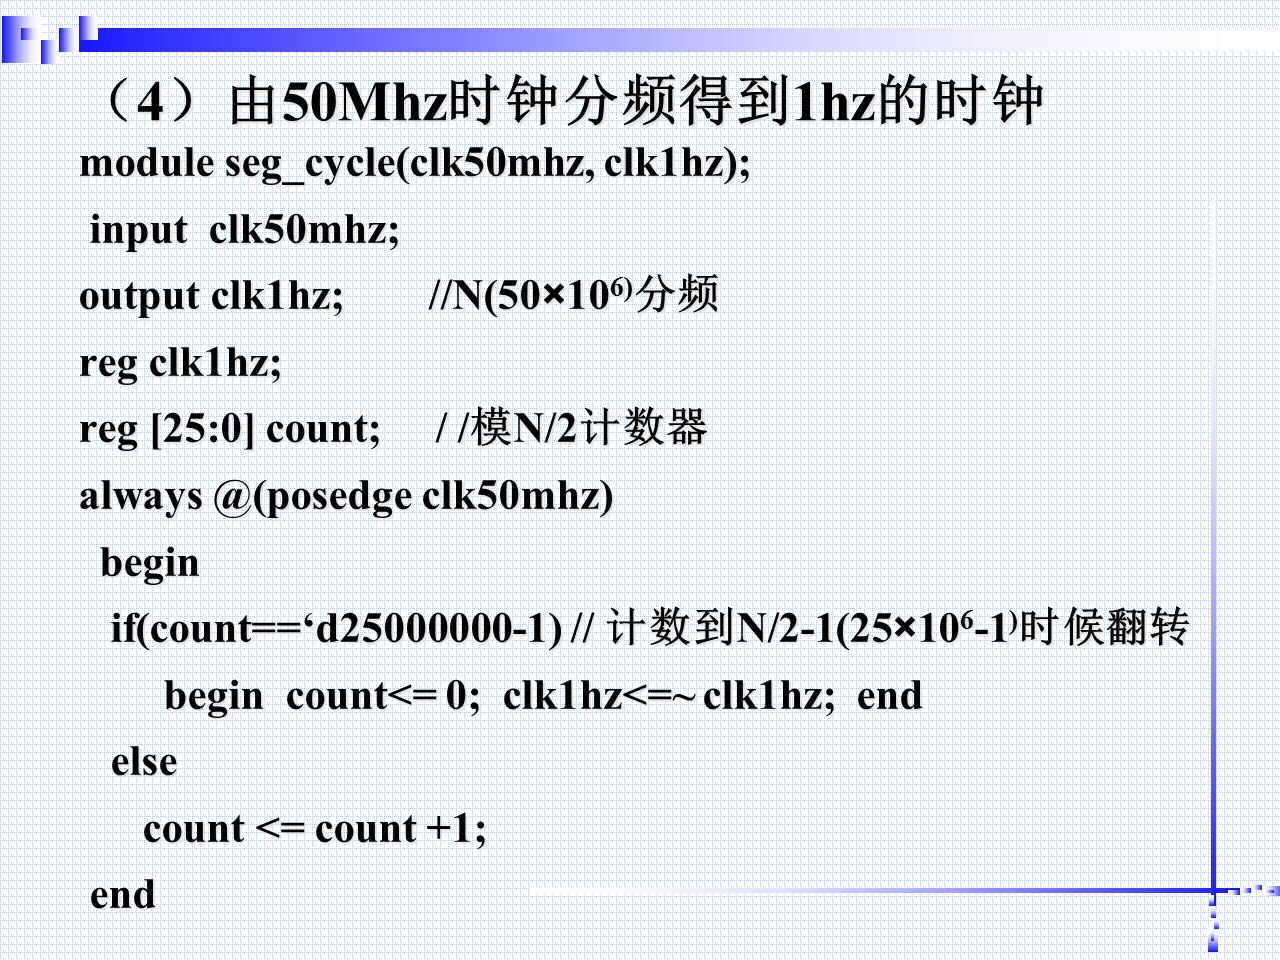 （4）由50Mhz时钟分频得到1hz的时钟
module seg_cycle(clk50mhz, clk1hz);
input  clk50mhz;
output clk1hz;        //N(50×10⁶⁾分频
reg clk1hz;
reg [25:0] count;     / /模N/2计数器
always @(posedge clk50mhz)
begin
if(count==‘d25000000-1) // 计数到N/2-1(25×10⁶-1⁾时候翻转
begin  count<= 0;  clk1hz<=~ clk1hz;  end
else
count <= count +1;
end